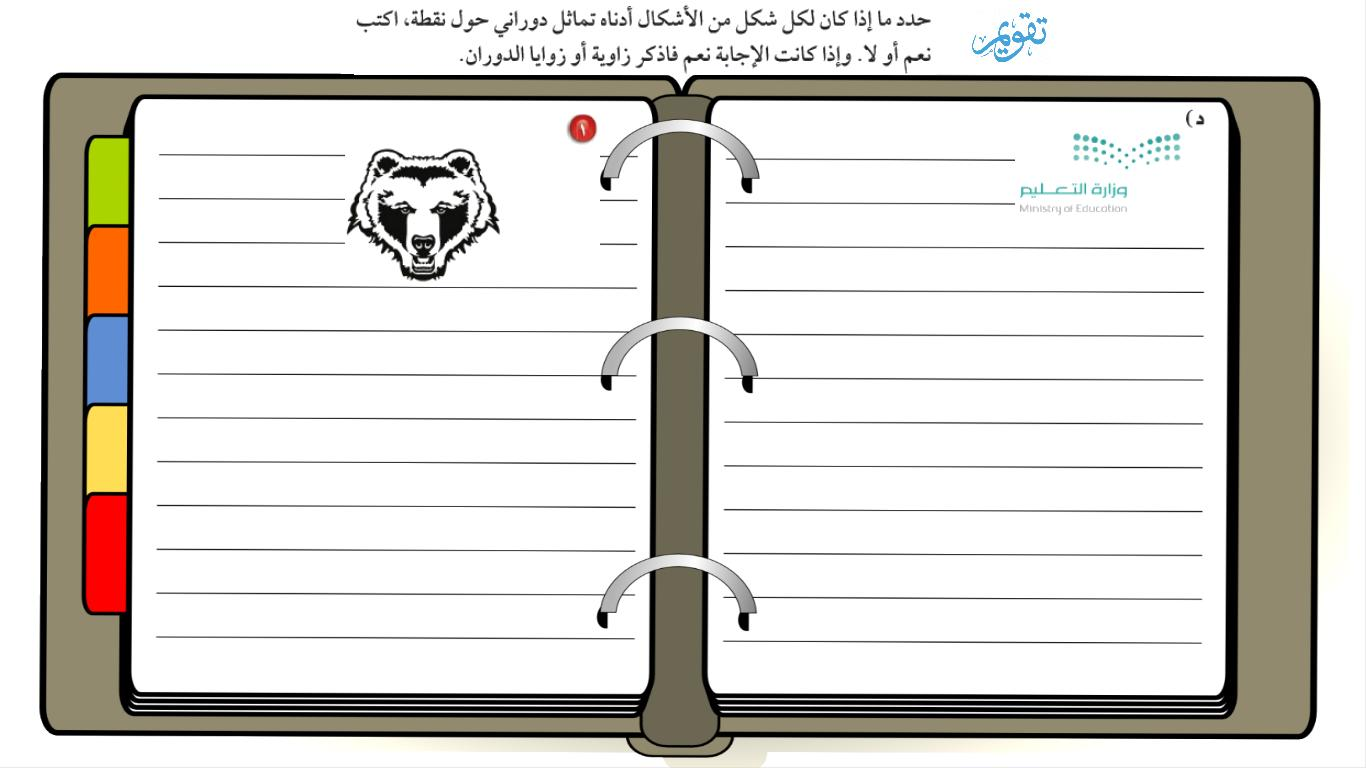 تقويم
حدد ما إذا كان لكل شكل من الأشكال أدناه تماثل دوراني حول نقطة، اكتب
نعم أو لا. وإذا كانت الإجابة نعم فاذكر زاوية أو زوايا الدوران.
د)
وزارة التعـــليم
Ministry of Education
١